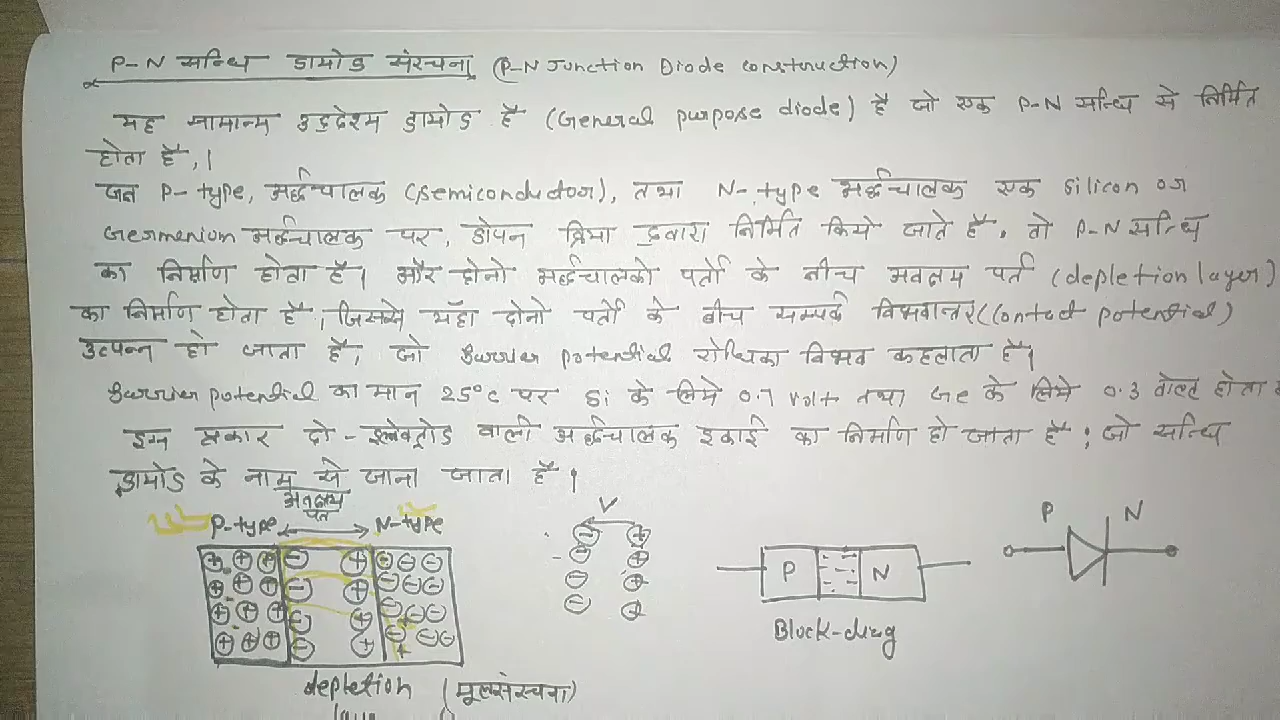 P-N सन्धि डायोड संरचना (P-N Junction Diode construction)
यह सामान्य उद्देश्य डायोड है (General purpose diode) है जो एक P-N सन्धि से निर्मित
होता है,।
जब P-type, अर्द्धचालक (Semiconductor), तथा N-type अर्द्धचालक एक Silicon or
Germenium अर्द्धचालक पर, डोपन क्रिया द्वारा निर्मित किये जाते है, तो P-N सन्धि
का निर्माण होता है। और दोनो अर्द्धचालको पर्तो के बीच अवक्षय पर्त (depletion layer)
का निर्माण होता है, जिससे यहाँ दोनो पर्तो के बीच सम्पर्क विभवान्तर (Contact potential)
उत्पन्न हो जाता है, जो Barrier potential रोधिका विभव कहलाता है।
Barrier potential का मान 25°c पर Si के लिये 0.7 volt तथा Ge के लिये 0.3 वोल्ट होता
इस प्रकार दो-इलेक्ट्रोड वाली अर्द्धचालक इकाई का निर्माण हो जाता है, जो सन्धि
डायोड के नाम से जाना जाता है।
अवक्षय
पर्त
P-type N-type
V
P N
P N
Block-diag
depletion (मूलसंरचना)
layer